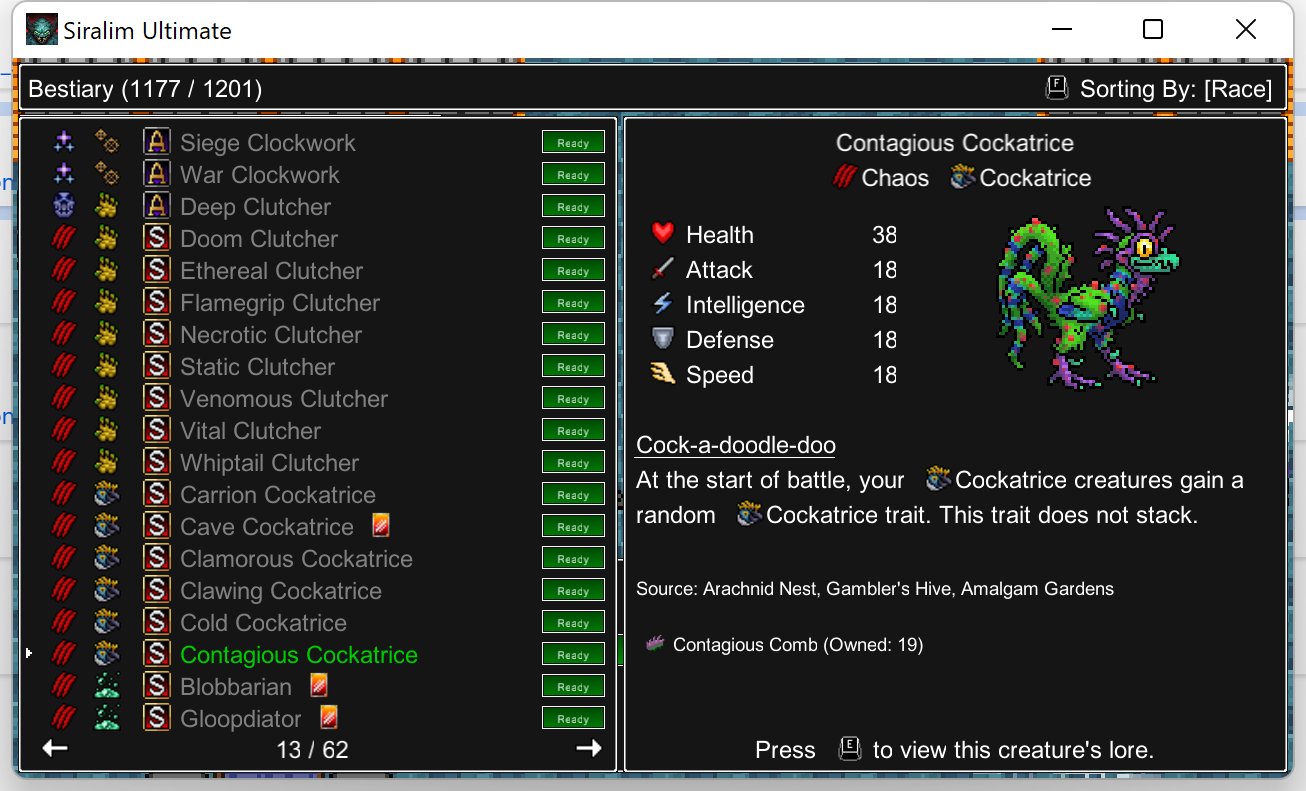 Siralim Ultimate
Bestiary (1177 / 1201)
F Sorting By: [Race]
A Siege Clockwork Ready
A War Clockwork Ready
A Deep Clutcher Ready
S Doom Clutcher Ready
S Ethereal Clutcher Ready
S Flamegrip Clutcher Ready
S Necrotic Clutcher Ready
S Static Clutcher Ready
S Venomous Clutcher Ready
S Vital Clutcher Ready
S Whiptail Clutcher Ready
S Carrion Cockatrice Ready
S Cave Cockatrice Ready
S Clamorous Cockatrice Ready
S Clawing Cockatrice Ready
S Cold Cockatrice Ready
S Contagious Cockatrice Ready
S Blobbarian Ready
S Gloopdiator Ready
13 / 62
Contagious Cockatrice
Chaos Cockatrice
Health 38
Attack 18
Intelligence 18
Defense 18
Speed 18
Cock-a-doodle-doo
At the start of battle, your Cockatrice creatures gain a
random Cockatrice trait. This trait does not stack.
Source: Arachnid Nest, Gambler's Hive, Amalgam Gardens
Contagious Comb (Owned: 19)
Press E to view this creature's lore.